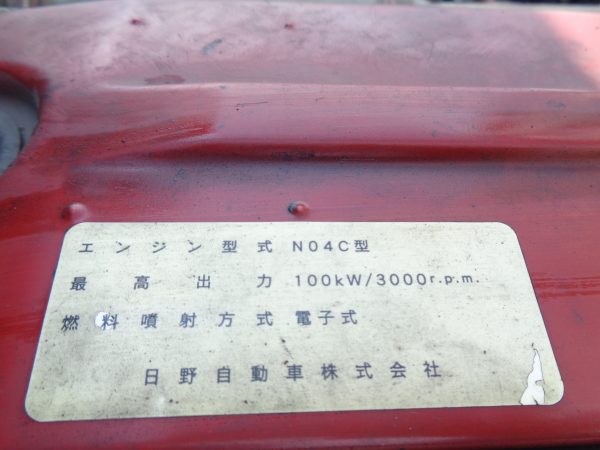 エンジン型式 N04C型
最高出力 100kW/3000r.p.m.
燃料噴射方式 電子式
日野自動車株式会社